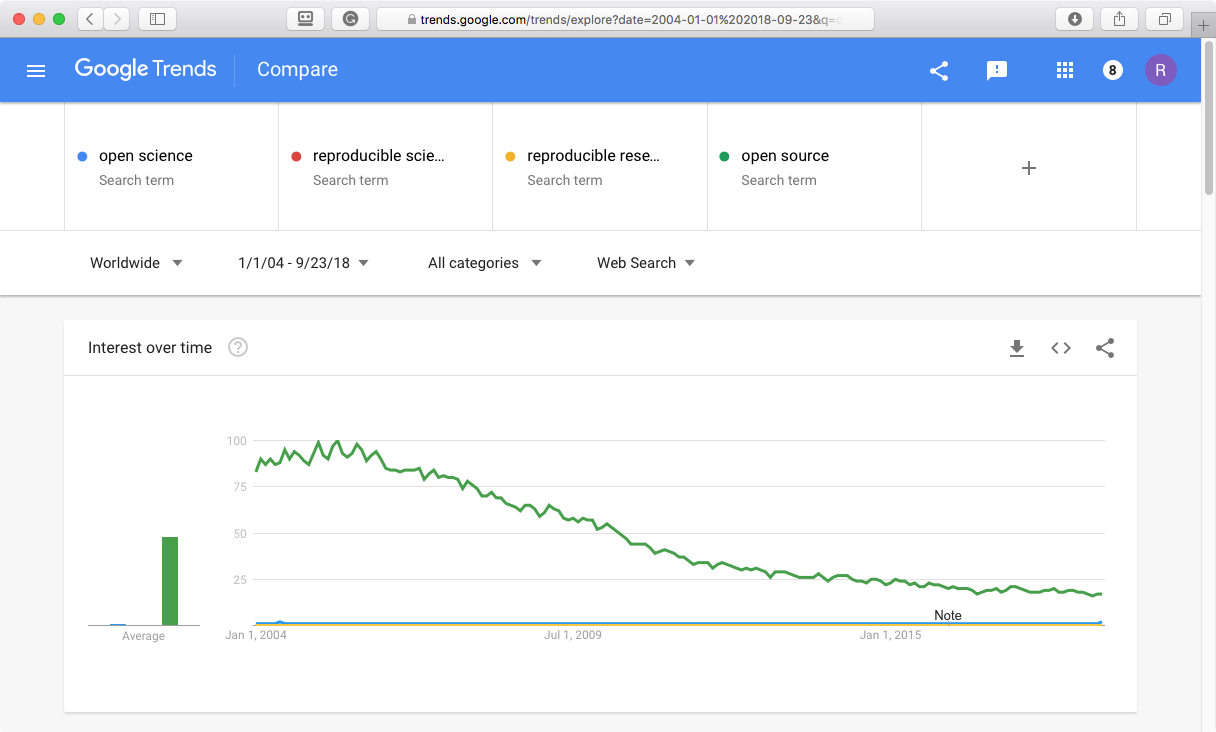 trends.google.com/trends/explore?date=2004-01-01%202018-09-23&q=
Google Trends Compare 8 R
open science
Search term
reproducible scie...
Search term
reproducible rese...
Search term
open source
Search term
+
Worldwide 1/1/04 - 9/23/18 All categories Web Search
Interest over time ?
100
75
50
25
Average
Note
Jan 1, 2004 Jul 1, 2009 Jan 1, 2015